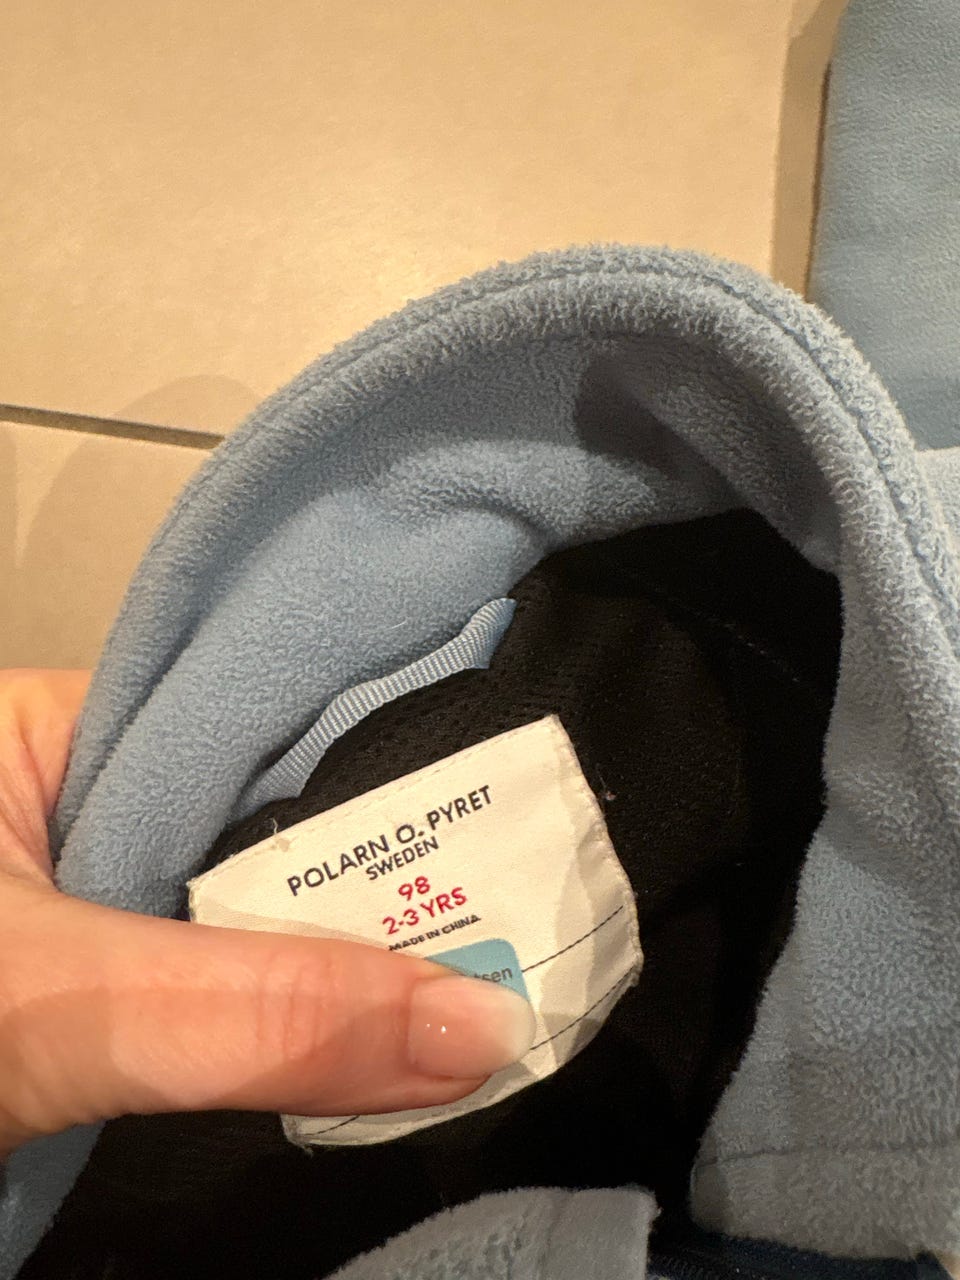 POLARN O. PYRET
SWEDEN
98
2-3 YRS
MADE IN CHINA